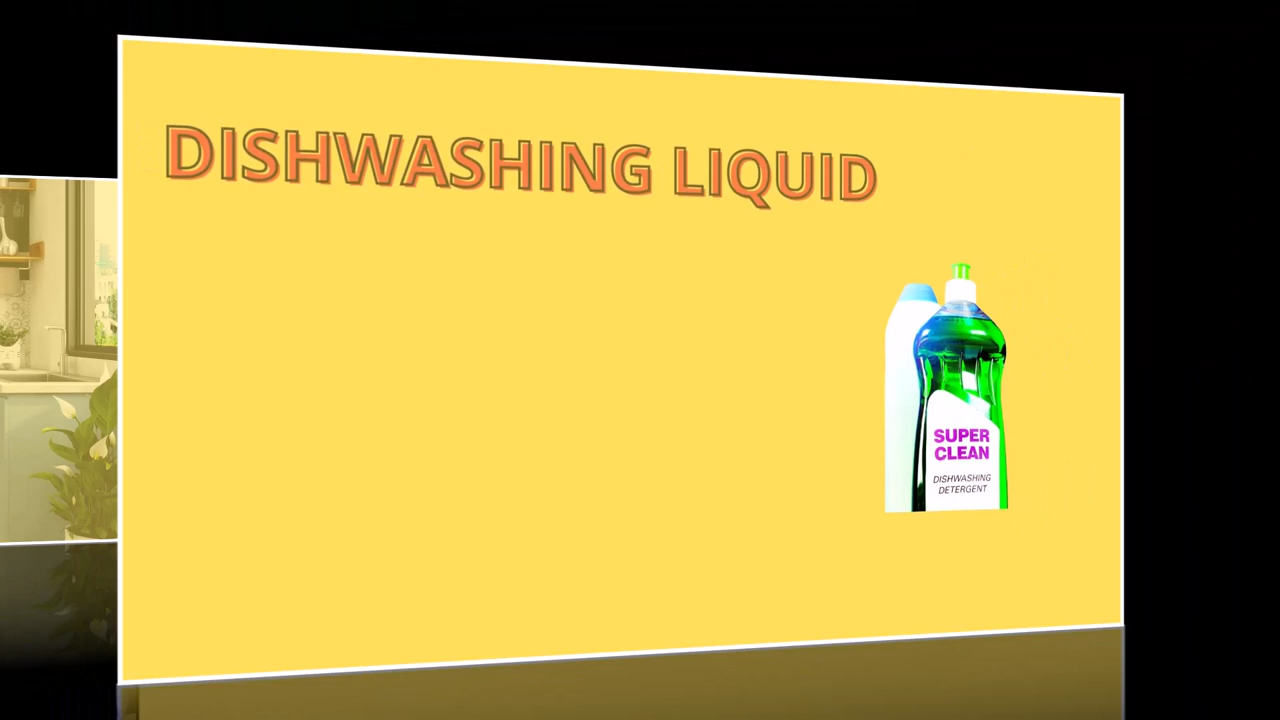 DISHWASHING LIQUID
SUPER
CLEAN
DISHWASHING
DETERGENT